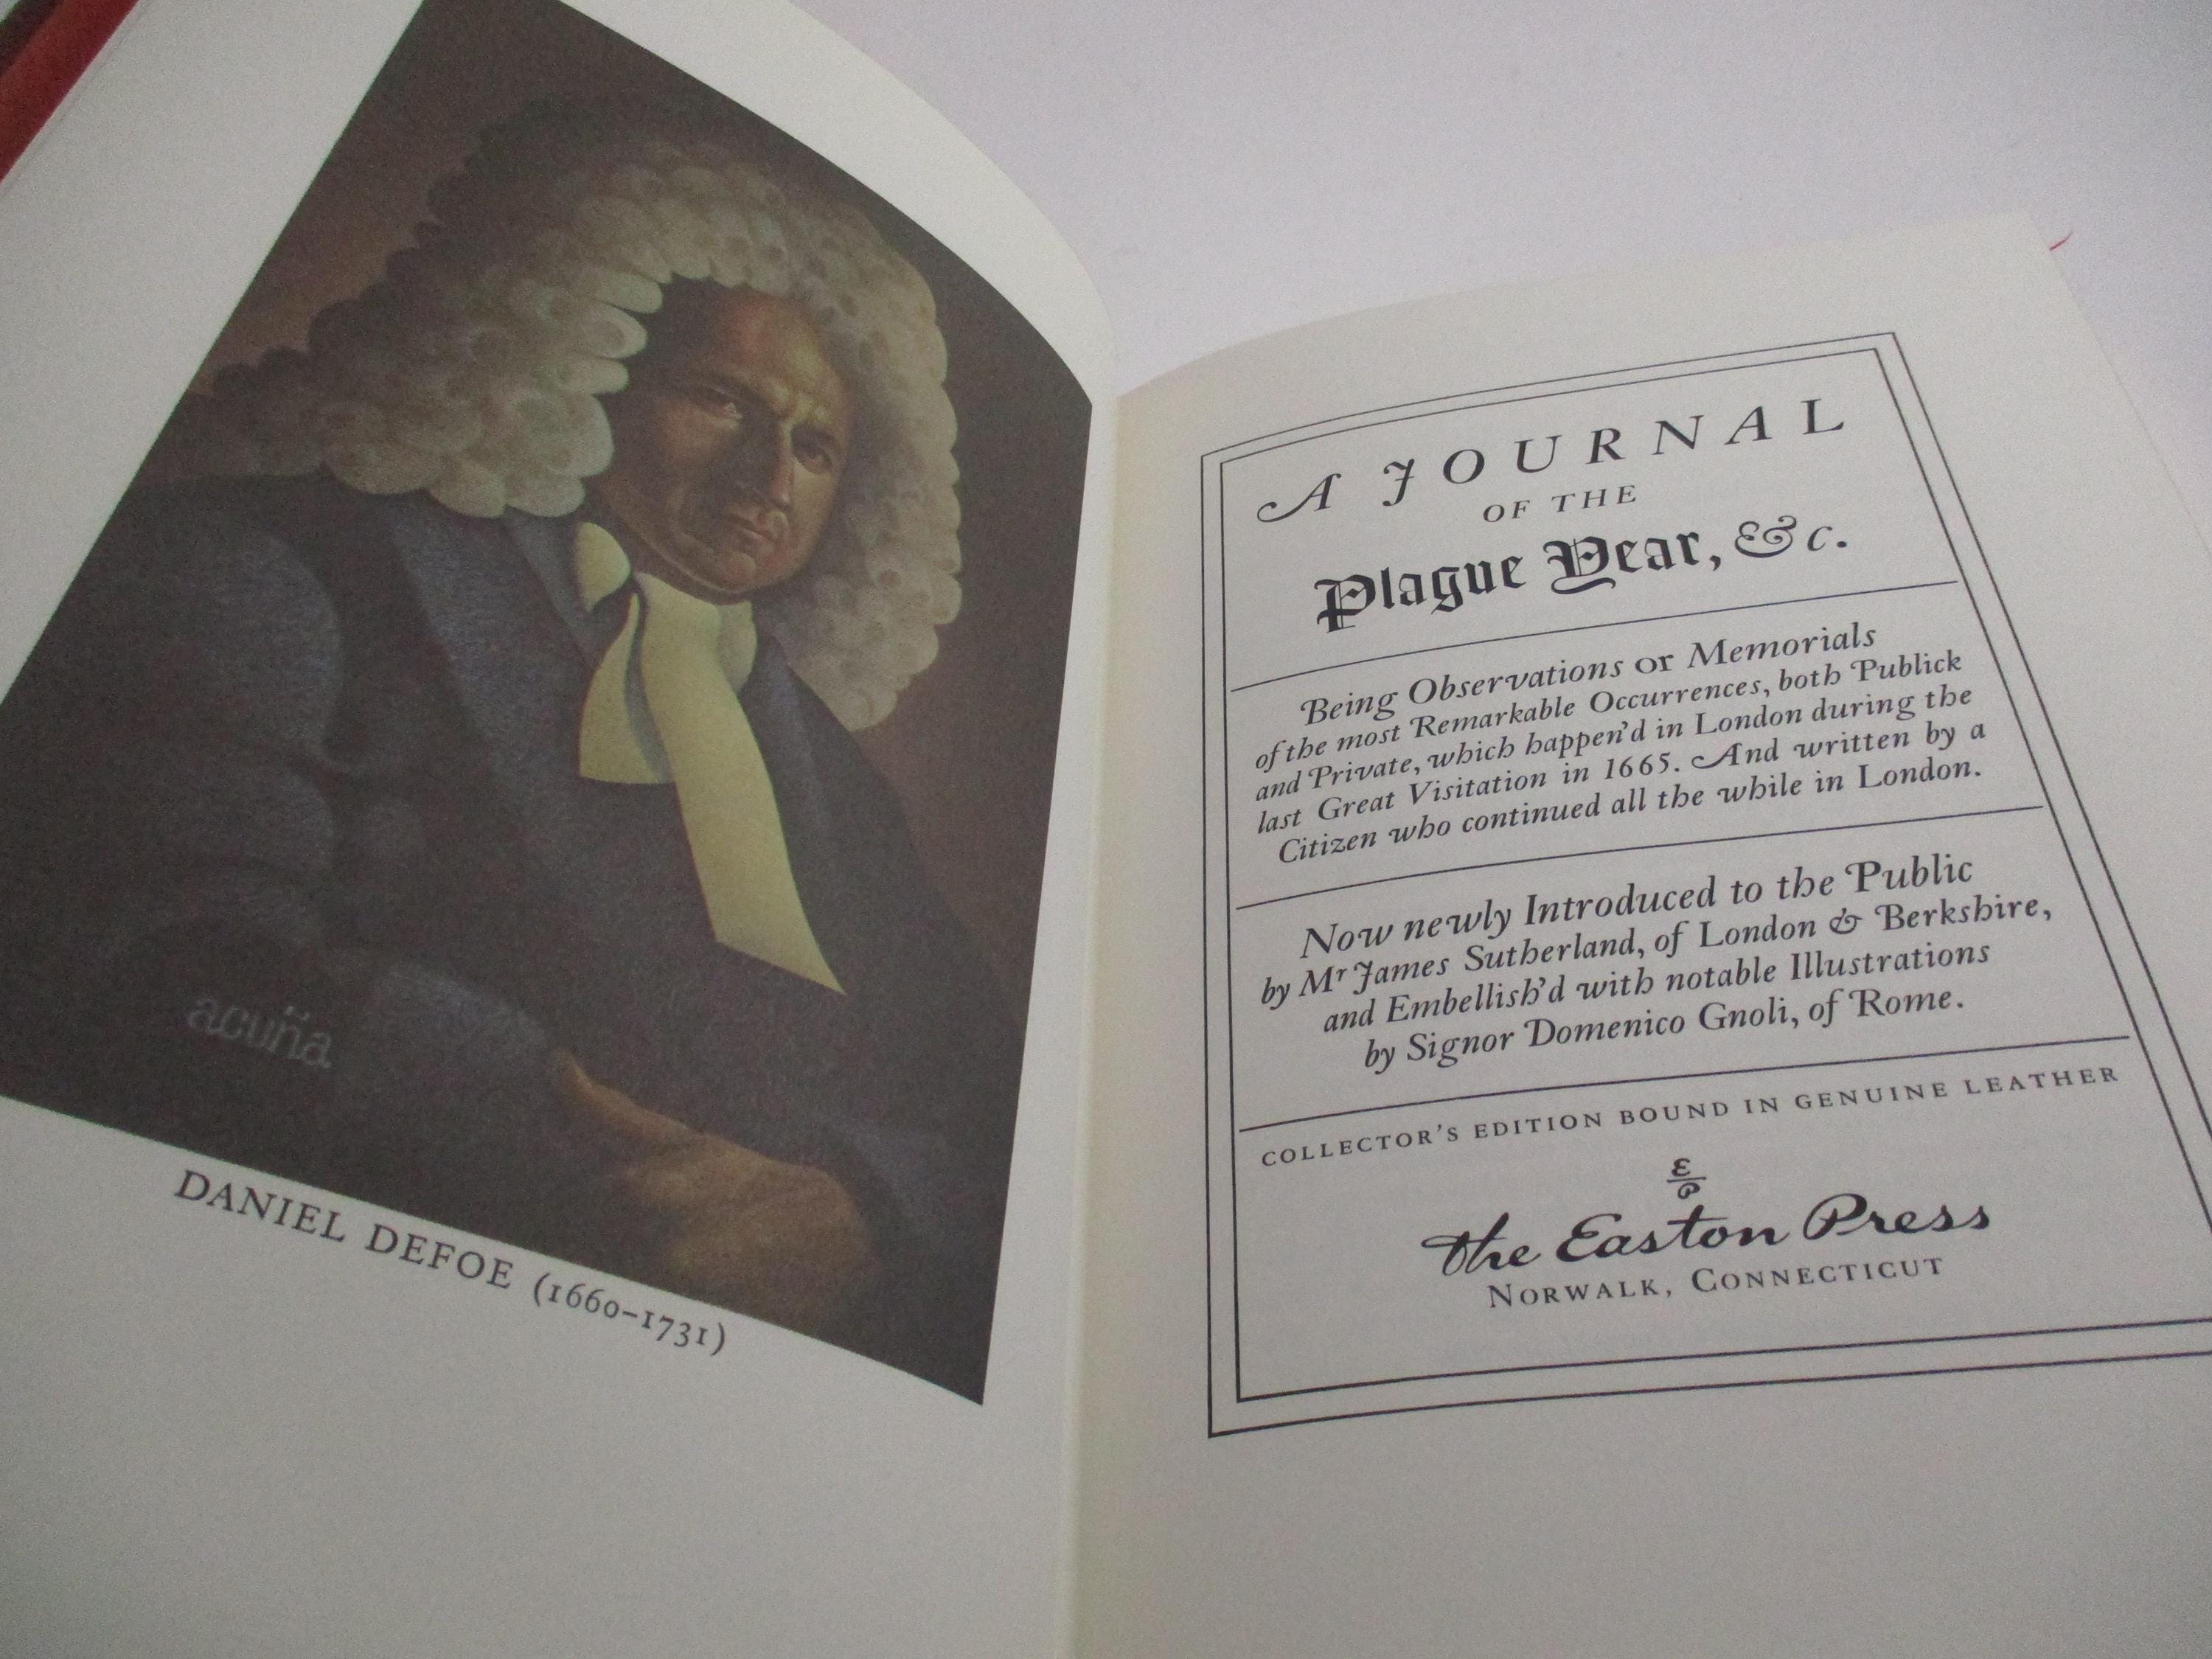 acuña
DANIEL DEFOE (1660–1731)
A JOURNAL
OF THE
Plague Year, &c.
Being Observations or Memorials
of the most Remarkable Occurrences, both Publick
and Private, which happen'd in London during the
last Great Visitation in 1665. And written by a
Citizen who continued all the while in London.
Now newly Introduced to the Public
by Mr James Sutherland, of London & Berkshire,
and Embellish'd with notable Illustrations
by Signor Domenico Gnoli, of Rome.
COLLECTOR'S EDITION BOUND IN GENUINE LEATHER
E
P
The Easton Press
NORWALK, CONNECTICUT